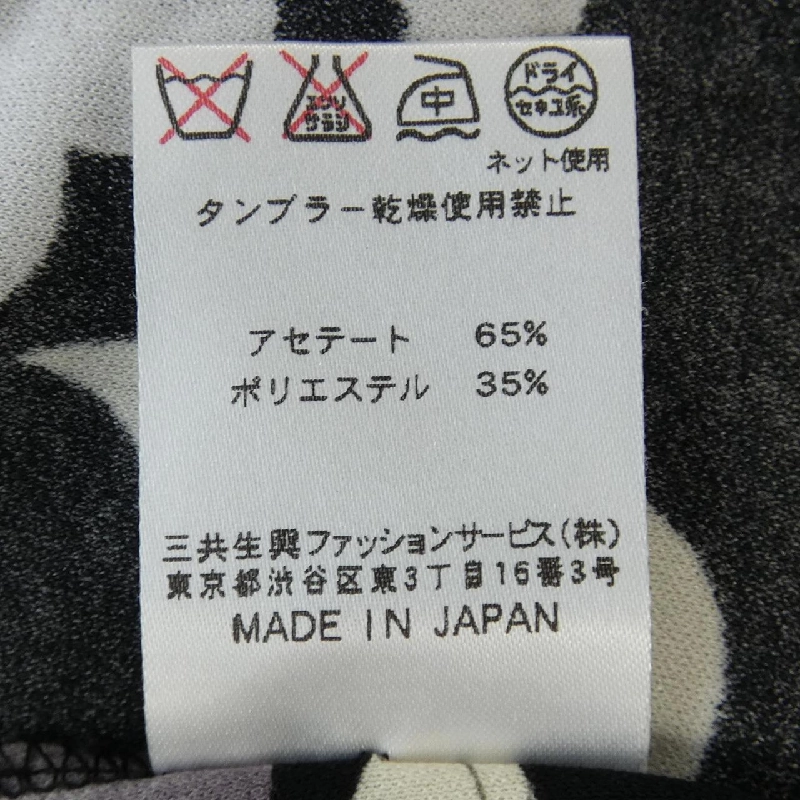 エンソ
サラシ
中
ドライ
セキユ系
ネット使用
タンブラー乾燥使用禁止
アセテート 65%
ポリエステル 35%
三共生興ファッションサービス(株)
東京都渋谷区東3丁目16番3号
MADE IN JAPAN